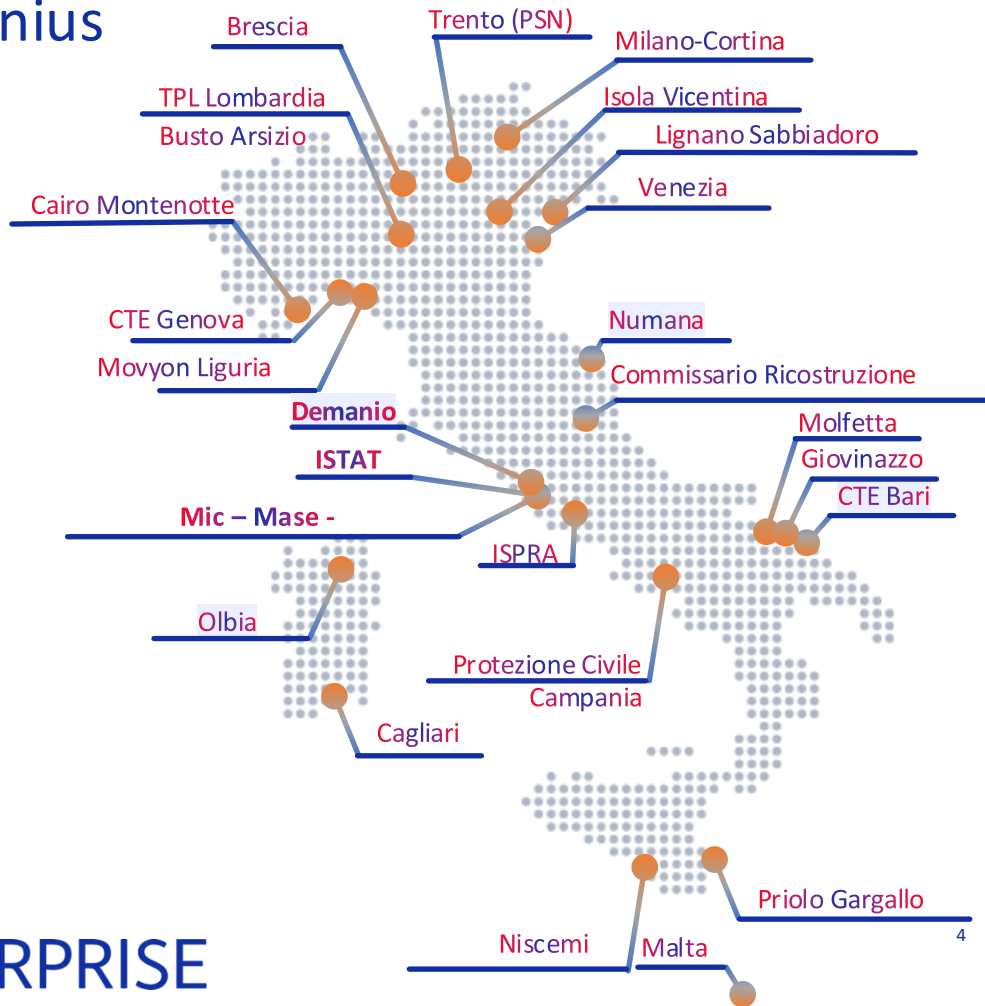 nius
Brescia
Trento (PSN)
Milano-Cortina
TPL Lombardia
Busto Arsizio
Isola Vicentina
Lignano Sabbiadoro
Venezia
Cairo Montenotte
CTE Genova
Movyon Liguria
Numana
Commissario Ricostruzione
Demanio
Molfetta
ISTAT
Giovinazzo
CTE Bari
Mic – Mase -
ISPRA
Olbia
Protezione Civile
Campania
Cagliari
Priolo Gargallo
Niscemi
Malta
4
RPRISE